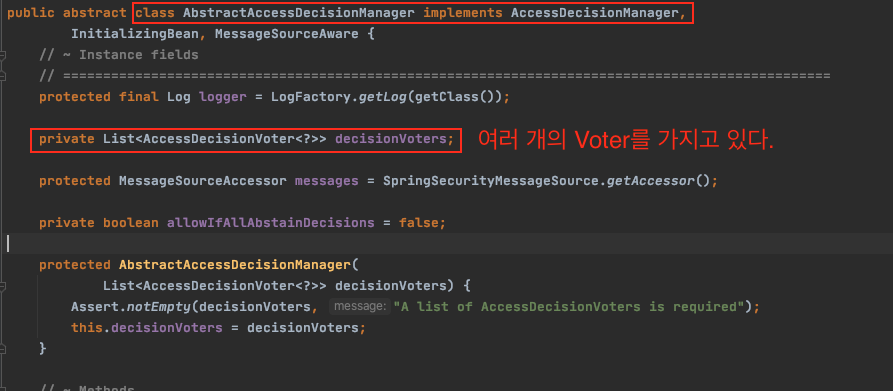 public abstract class AbstractAccessDecisionManager implements AccessDecisionManager,
InitializingBean, MessageSourceAware {
// ~ Instance fields
// ================================================================================================
protected final Log logger = LogFactory.getLog(getClass());
private List<AccessDecisionVoter<?>> decisionVoters; 여러 개의 Voter를 가지고 있다.
protected MessageSourceAccessor messages = SpringSecurityMessageSource.getAccessor();
private boolean allowIfAllAbstainDecisions = false;
protected AbstractAccessDecisionManager(
List<AccessDecisionVoter<?>> decisionVoters) {
Assert.notEmpty(decisionVoters, message: "A list of AccessDecisionVoters is required");
this.decisionVoters = decisionVoters;
}
// ~ Methods